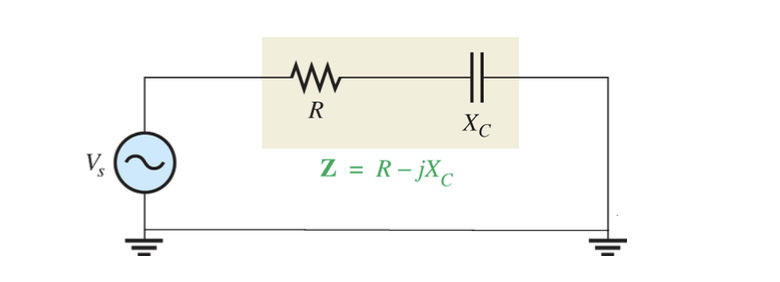 R
X_C
V_s
Z = R – jX_C